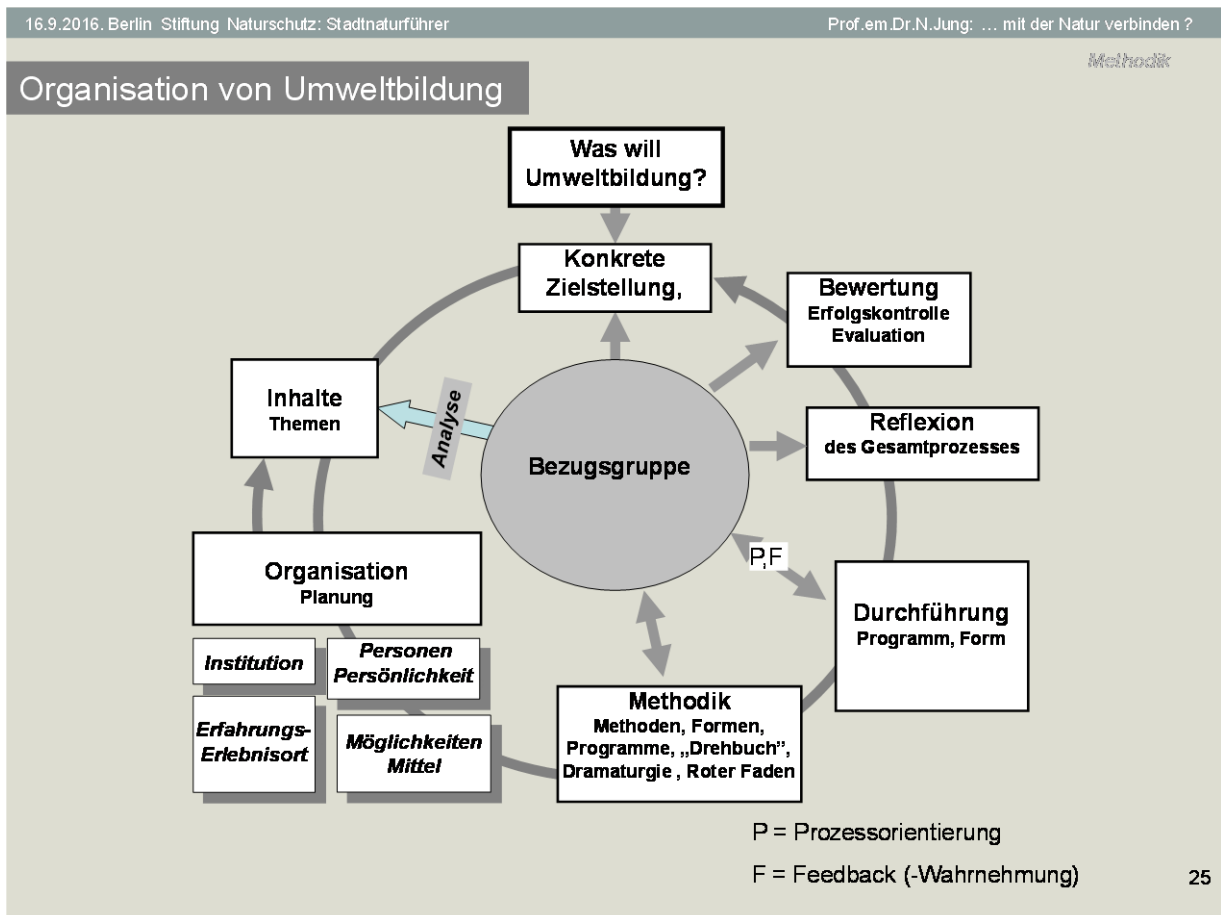 16.9.2016. Berlin Stiftung Naturschutz: Stadtnaturführer
Prof.em.Dr.N.Jung: … mit der Natur verbinden ?
Methodik
Organisation von Umweltbildung
Was will
Umweltbildung?
Konkrete
Zielstellung,
Bewertung
Erfolgskontrolle
Evaluation
Inhalte
Themen
Analyse
Bezugsgruppe
Reflexion
des Gesamtprozesses
Organisation
Planung
P,F
Durchführung
Programm, Form
Institution
Personen
Persönlichkeit
Erfahrungs-
Erlebnisort
Möglichkeiten
Mittel
Methodik
Methoden, Formen,
Programme, „Drehbuch”,
Dramaturgie , Roter Faden
P = Prozessorientierung
F = Feedback (-Wahrnehmung)
25